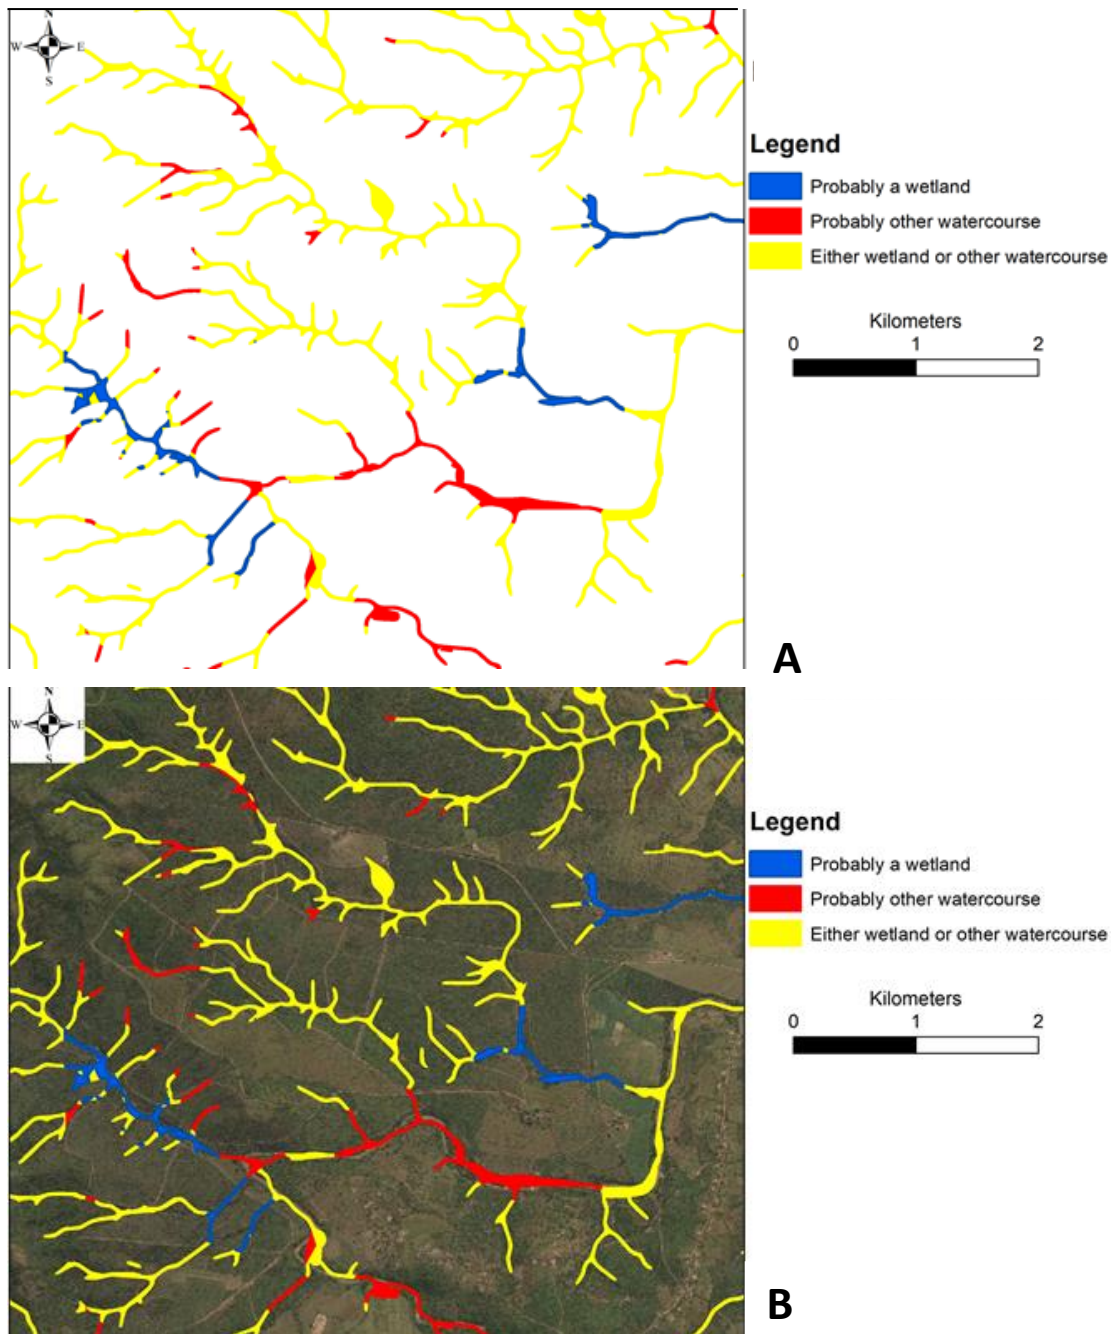 N
W E
S
Legend
Probably a wetland
Probably other watercourse
Either wetland or other watercourse
Kilometers
0 1 2
A
N
W E
S
Legend
Probably a wetland
Probably other watercourse
Either wetland or other watercourse
Kilometers
0 1 2
B